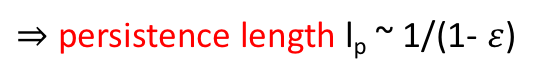 ⇒ persistence length lₚ ~ 1/(1- ε)